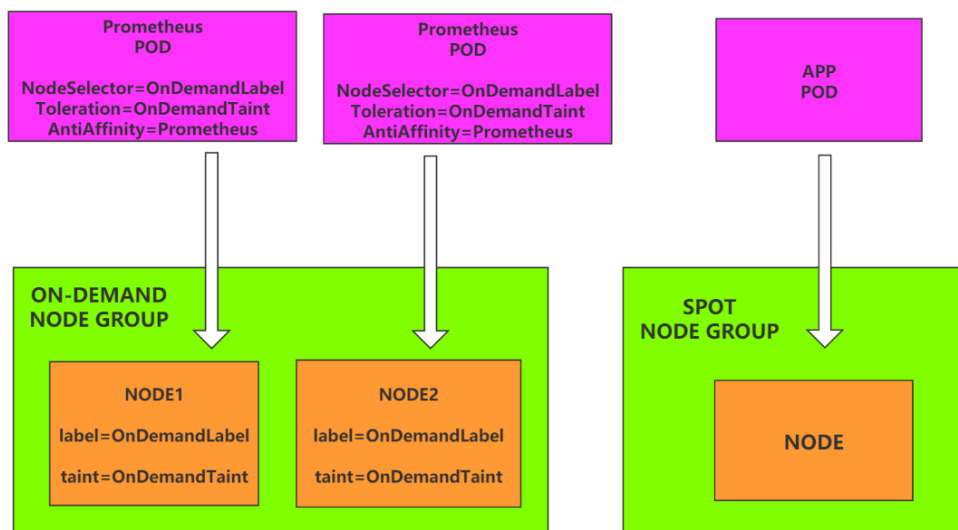 Prometheus
POD
NodeSelector=OnDemandLabel
Toleration=OnDemandTaint
AntiAffinity=Prometheus
Prometheus
POD
NodeSelector=OnDemandLabel
Toleration=OnDemandTaint
AntiAffinity=Prometheus
APP
POD
ON-DEMAND
NODE GROUP
NODE1
label=OnDemandLabel
taint=OnDemandTaint
NODE2
label=OnDemandLabel
taint=OnDemandTaint
SPOT
NODE GROUP
NODE